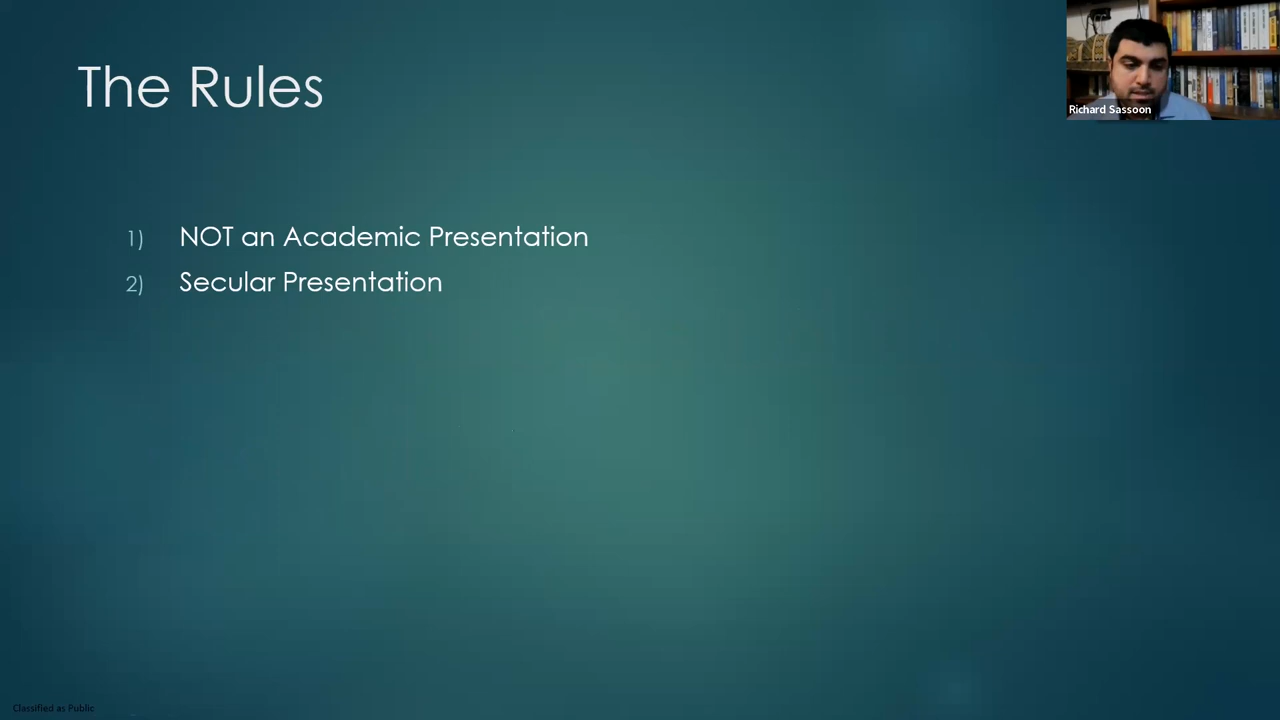 The Rules
Richard Sassoon
1) NOT an Academic Presentation
2) Secular Presentation
Classified as Public